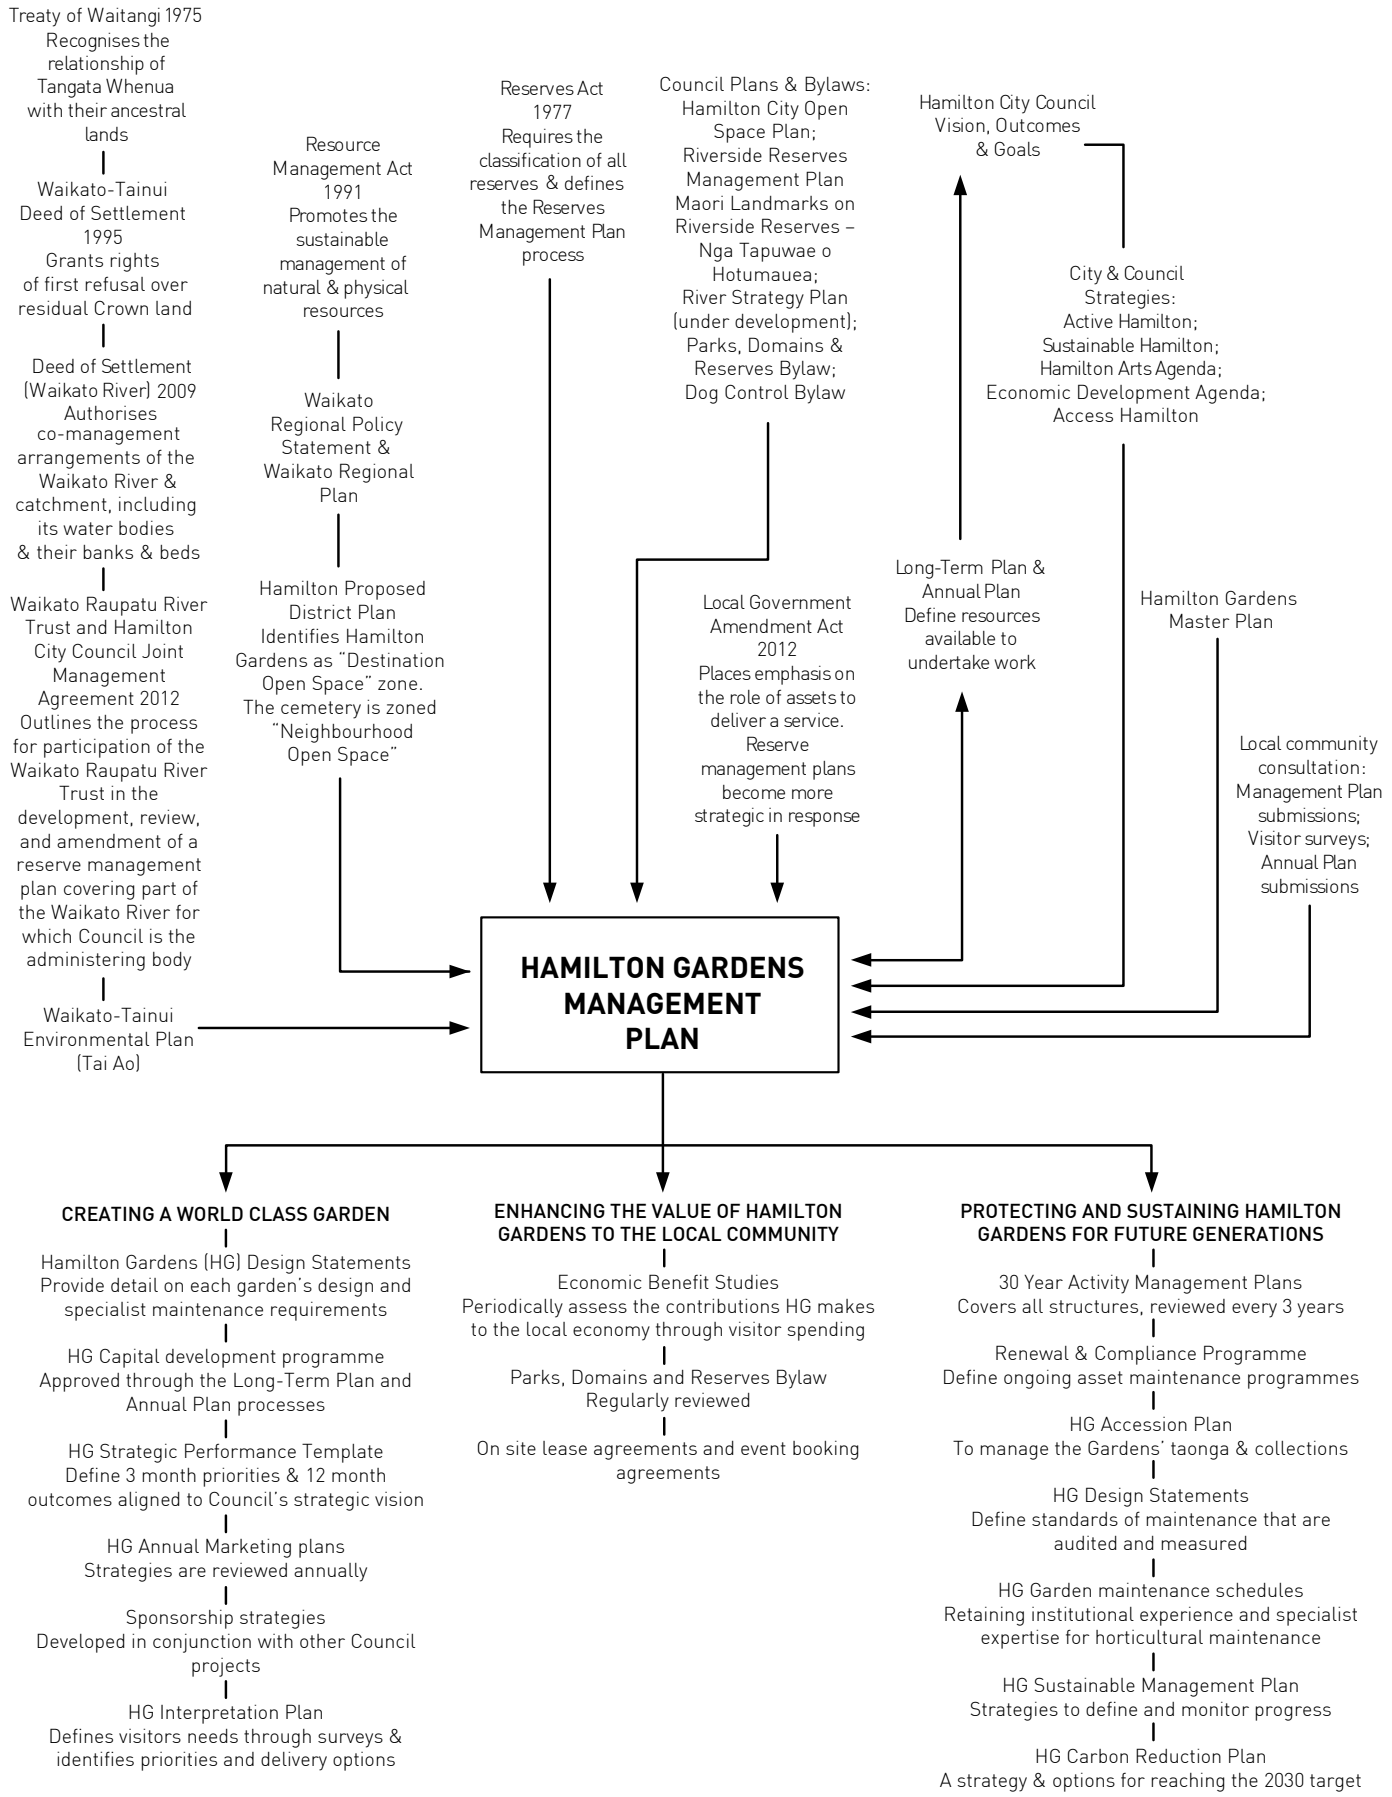 Treaty of Waitangi 1975
Recognises the
relationship of
Tangata Whenua
with their ancestral
lands
Waikato-Tainui
Deed of Settlement
1995
Grants rights
of first refusal over
residual Crown land
Deed of Settlement
(Waikato River) 2009
Authorises
co-management
arrangements of the
Waikato River &
catchment, including
its water bodies
& their banks & beds
Waikato Raupatu River
Trust and Hamilton
City Council Joint
Management
Agreement 2012
Outlines the process
for participation of the
Waikato Raupatu River
Trust in the
development, review,
and amendment of a
reserve management
plan covering part of
the Waikato River for
which Council is the
administering body
Waikato-Tainui
Environmental Plan
(Tai Ao)
Resource
Management Act
1991
Promotes the
sustainable
management of
natural & physical
resources
Waikato
Regional Policy
Statement &
Waikato Regional
Plan
Hamilton Proposed
District Plan
Identifies Hamilton
Gardens as “Destination
Open Space” zone.
The cemetery is zoned
“Neighbourhood
Open Space”
Reserves Act
1977
Requires the
classification of all
reserves & defines
the Reserves
Management Plan
process
Council Plans & Bylaws:
Hamilton City Open
Space Plan;
Riverside Reserves
Management Plan
Maori Landmarks on
Riverside Reserves –
Nga Tapuwae o
Hotumauea;
River Strategy Plan
(under development);
Parks, Domains &
Reserves Bylaw;
Dog Control Bylaw
Local Government
Amendment Act
2012
Places emphasis on
the role of assets to
deliver a service.
Reserve
management plans
become more
strategic in response
Hamilton City Council
Vision, Outcomes
& Goals
Long-Term Plan &
Annual Plan
Define resources
available to
undertake work
City & Council
Strategies:
Active Hamilton;
Sustainable Hamilton;
Hamilton Arts Agenda;
Economic Development Agenda;
Access Hamilton
Hamilton Gardens
Master Plan
Local community
consultation:
Management Plan
submissions;
Visitor surveys;
Annual Plan
submissions
HAMILTON GARDENS
MANAGEMENT
PLAN
CREATING A WORLD CLASS GARDEN
Hamilton Gardens (HG) Design Statements
Provide detail on each garden’s design and
specialist maintenance requirements
HG Capital development programme
Approved through the Long-Term Plan and
Annual Plan processes
HG Strategic Performance Template
Define 3 month priorities & 12 month
outcomes aligned to Council’s strategic vision
HG Annual Marketing plans
Strategies are reviewed annually
Sponsorship strategies
Developed in conjunction with other Council
projects
HG Interpretation Plan
Defines visitors needs through surveys &
identifies priorities and delivery options
ENHANCING THE VALUE OF HAMILTON
GARDENS TO THE LOCAL COMMUNITY
Economic Benefit Studies
Periodically assess the contributions HG makes
to the local economy through visitor spending
Parks, Domains and Reserves Bylaw
Regularly reviewed
On site lease agreements and event booking
agreements
PROTECTING AND SUSTAINING HAMILTON
GARDENS FOR FUTURE GENERATIONS
30 Year Activity Management Plans
Covers all structures, reviewed every 3 years
Renewal & Compliance Programme
Define ongoing asset maintenance programmes
HG Accession Plan
To manage the Gardens’ taonga & collections
HG Design Statements
Define standards of maintenance that are
audited and measured
HG Garden maintenance schedules
Retaining institutional experience and specialist
expertise for horticultural maintenance
HG Sustainable Management Plan
Strategies to define and monitor progress
HG Carbon Reduction Plan
A strategy & options for reaching the 2030 target